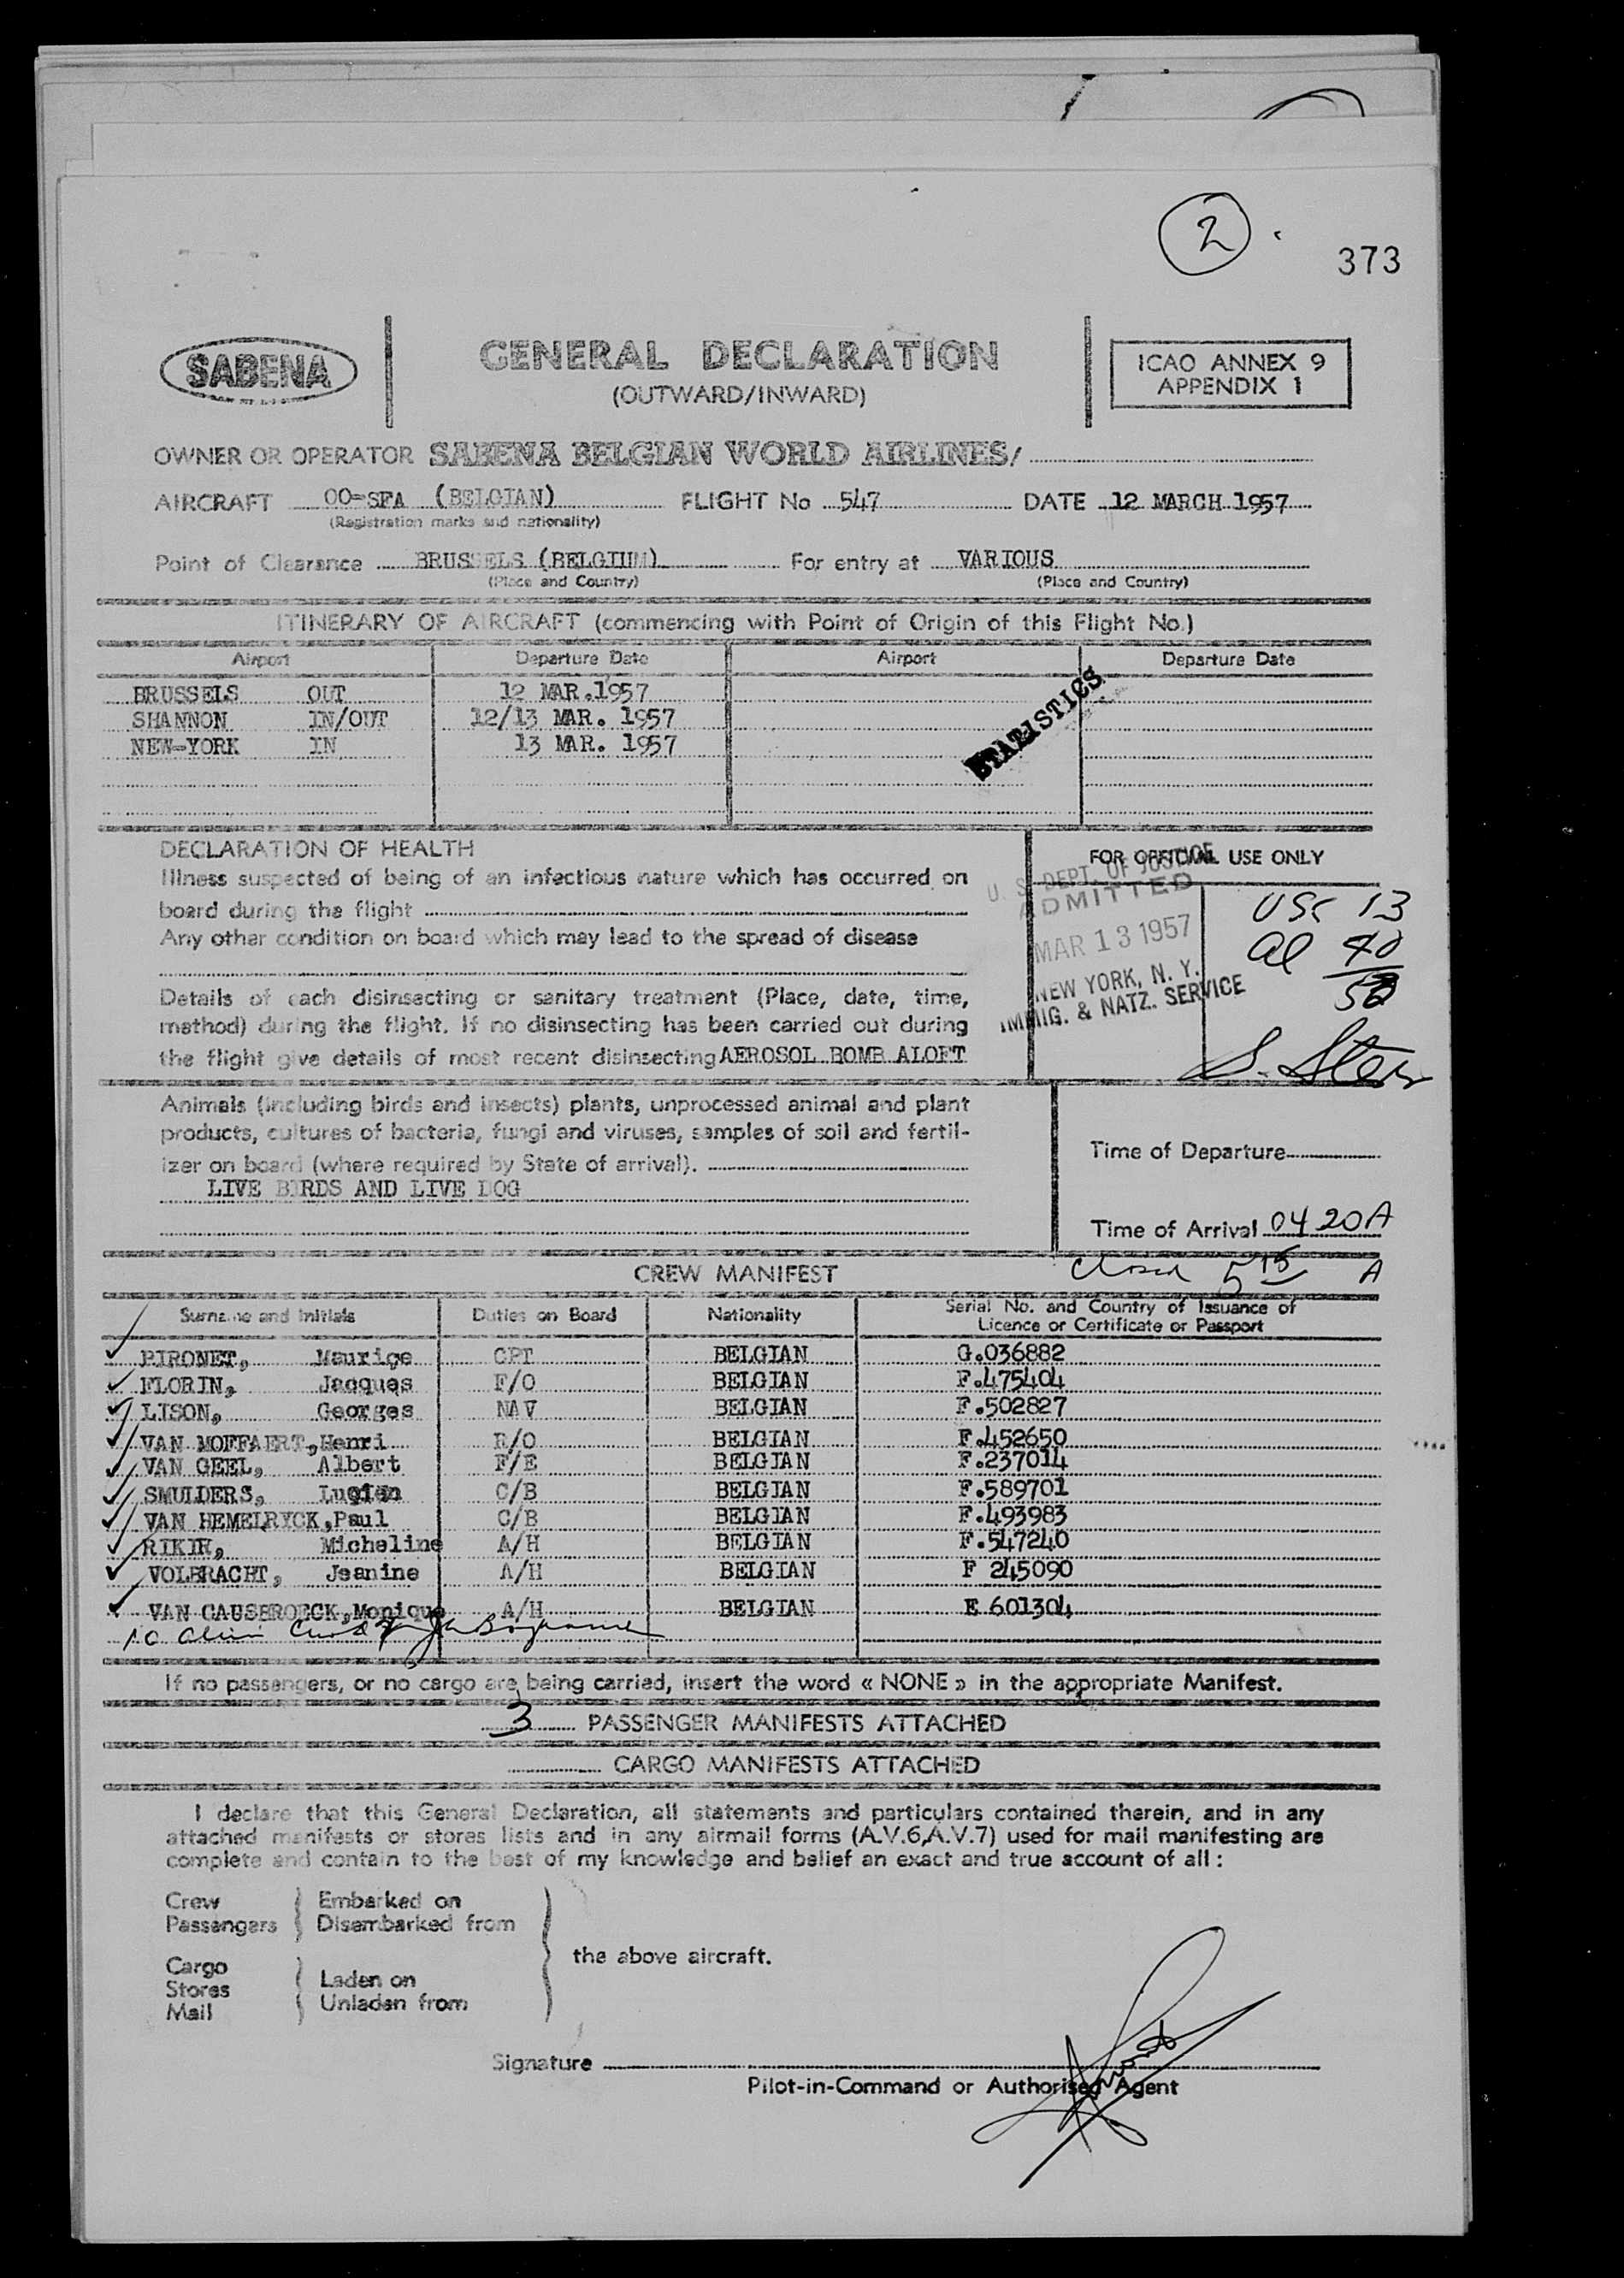 2
373
SABENA
GENERAL DECLARATION
(OUTWARD/INWARD)
ICAO ANNEX 9
APPENDIX 1
OWNER OR OPERATOR SABENA BELGIAN WORLD AIRLINES/
AIRCRAFT OO-SFA (BELGIAN) FLIGHT No 547 DATE 12 MARCH 1957
(Registration marks and nationality)
Point of Clearance BRUSSELS (BELGIUM) For entry at VARIOUS
(Place and Country) (Place and Country)
ITINERARY OF AIRCRAFT (commencing with Point of Origin of this Flight No.)
Airport Departure Date Airport Departure Date
BRUSSELS OUT 12 MAR.1957
SHANNON IN/OUT 12/13 MAR. 1957
NEW-YORK IN 13 MAR. 1957
STATISTICS
DECLARATION OF HEALTH
Illness suspected of being of an infectious nature which has occurred on
board during the flight
Any other condition on board which may lead to the spread of disease
Details of each disinsecting or sanitary treatment (Place, date, time,
method) during the flight. If no disinsecting has been carried out during
the flight give details of most recent disinsecting AEROSOL BOMB ALOFT
FOR OFFICIAL USE ONLY
U. S. DEPT. OF JUSTICE
ADMITTED
MAR 13 1957
NEW YORK, N. Y.
IMMIG. & NATZ. SERVICE
USC 13
al 40
Animals (including birds and insects) plants, unprocessed animal and plant
products, cultures of bacteria, fungi and viruses, samples of soil and fertil-
izer on board (where required by State of arrival).
LIVE BIRDS AND LIVE DOG
Time of Departure
Time of Arrival 0420A
closed 5 15 A
CREW MANIFEST
Surname and Initials Duties on Board Nationality Serial No. and Country of Issuance of
Licence or Certificate or Passport
PIRONET, Maurice CPT BELGIAN G.036882
FLORIN, Jacques F/O BELGIAN F.475404
LISON, Georges NAV BELGIAN F.502827
VAN MOFFAERT, Henri R/O BELGIAN F.452650
VAN GEEL, Albert F/E BELGIAN F.237014
SMULDERS, Lucien C/B BELGIAN F.589701
VAN HEMELRYCK, Paul C/B BELGIAN F.493983
RIKIR, Micheline A/H BELGIAN F.547240
VOLBRACHT, Jeanine A/H BELGIAN F 245090
VAN CAUSBROECK, Monique A/H BELGIAN E 601304
10
If no passengers, or no cargo are being carried, insert the word « NONE » in the appropriate Manifest.
3 PASSENGER MANIFESTS ATTACHED
CARGO MANIFESTS ATTACHED
I declare that this General Declaration, all statements and particulars contained therein, and in any
attached manifests or stores lists and in any airmail forms (A.V.6,A.V.7) used for mail manifesting are
complete and contain to the best of my knowledge and belief an exact and true account of all :
Crew Embarked on
Passengers Disembarked from
the above aircraft.
Cargo
Stores Laden on
Mail Unladen from
Signature
Pilot-in-Command or Authorised Agent